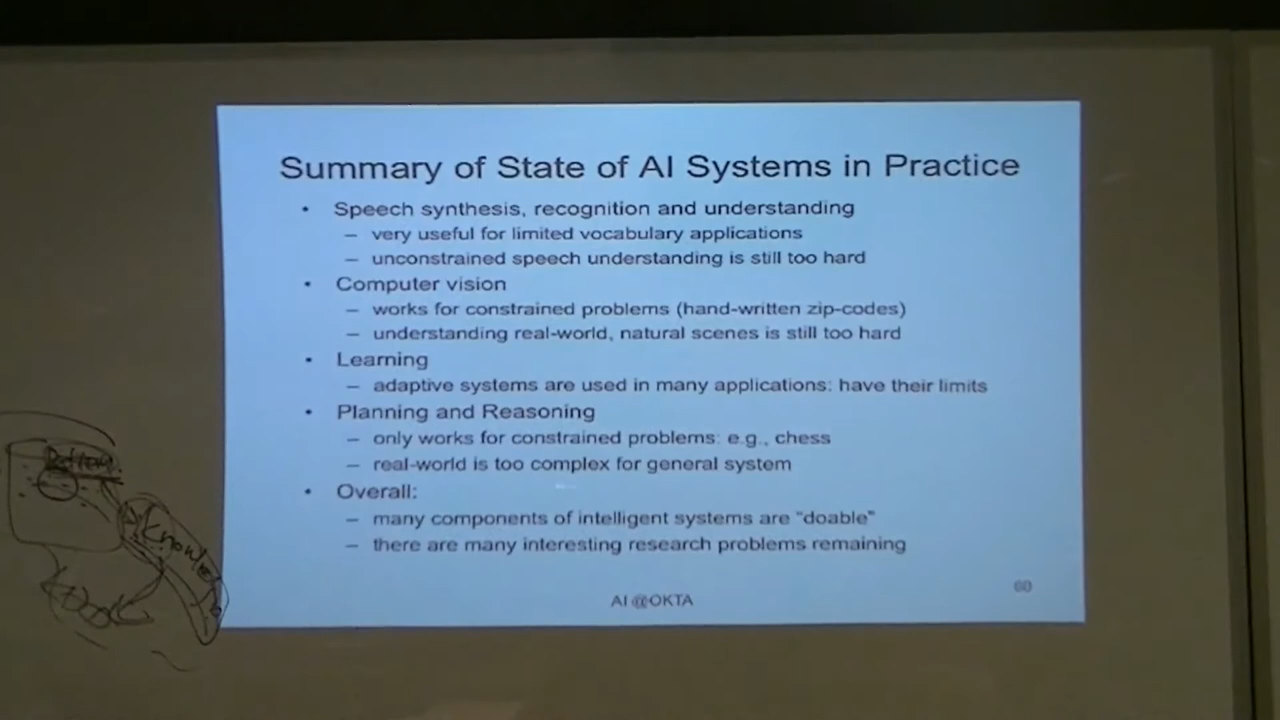 Summary of State of AI Systems in Practice
• Speech synthesis, recognition and understanding
– very useful for limited vocabulary applications
– unconstrained speech understanding is still too hard
• Computer vision
– works for constrained problems (hand-written zip-codes)
– understanding real-world, natural scenes is still too hard
• Learning
– adaptive systems are used in many applications: have their limits
• Planning and Reasoning
– only works for constrained problems: e.g., chess
– real-world is too complex for general system
• Overall:
– many components of intelligent systems are "doable"
– there are many interesting research problems remaining
AI @OKTA
60